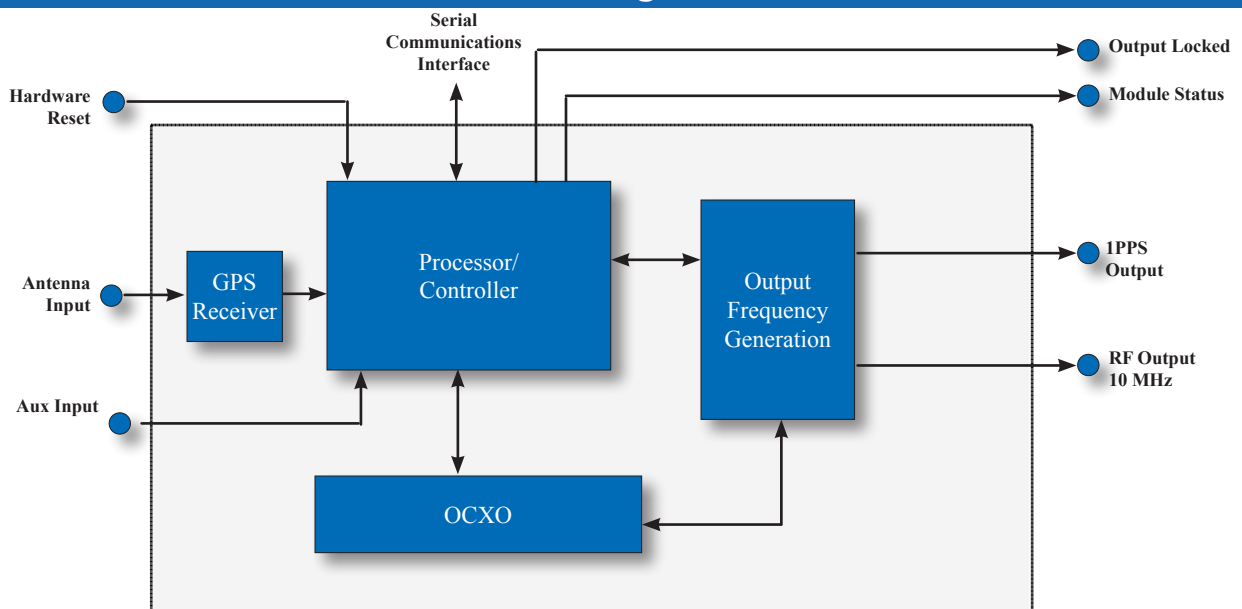 Serial
Communications
Interface
Output Locked
Module Status
Hardware
Reset
Processor/
Controller
GPS
Receiver
Antenna
Input
Output
Frequency
Generation
1PPS
Output
RF Output
10 MHz
Aux Input
OCXO